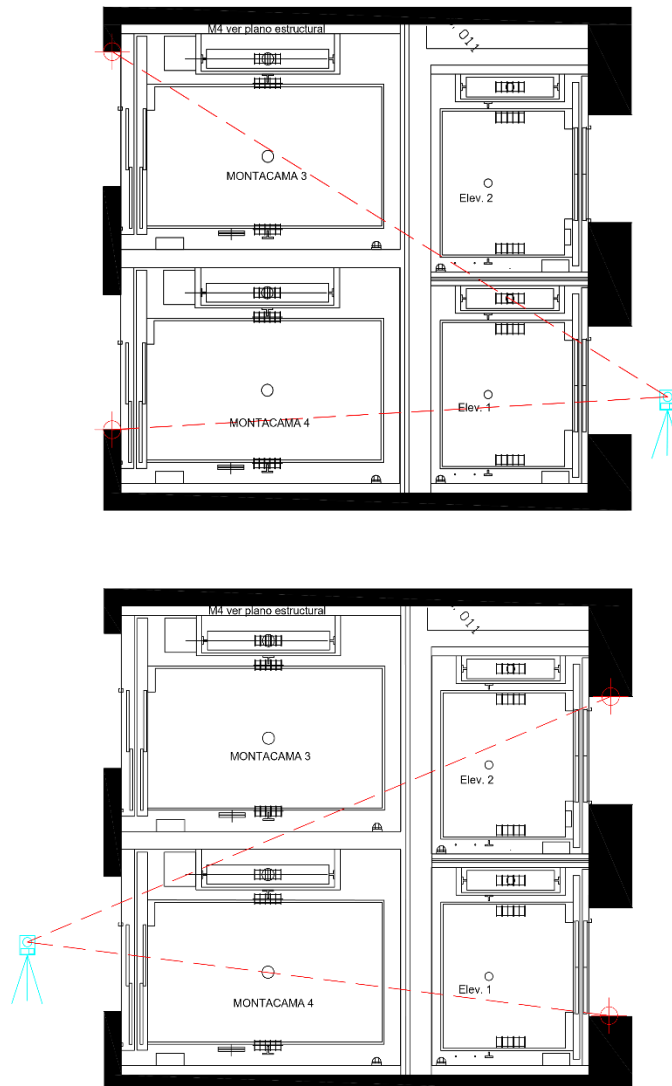 M4 ver plano estructural
011
MONTACAMA 3
Elev. 2
MONTACAMA 4
Elev. 1
M4 ver plano estructural
011
MONTACAMA 3
Elev. 2
MONTACAMA 4
Elev. 1